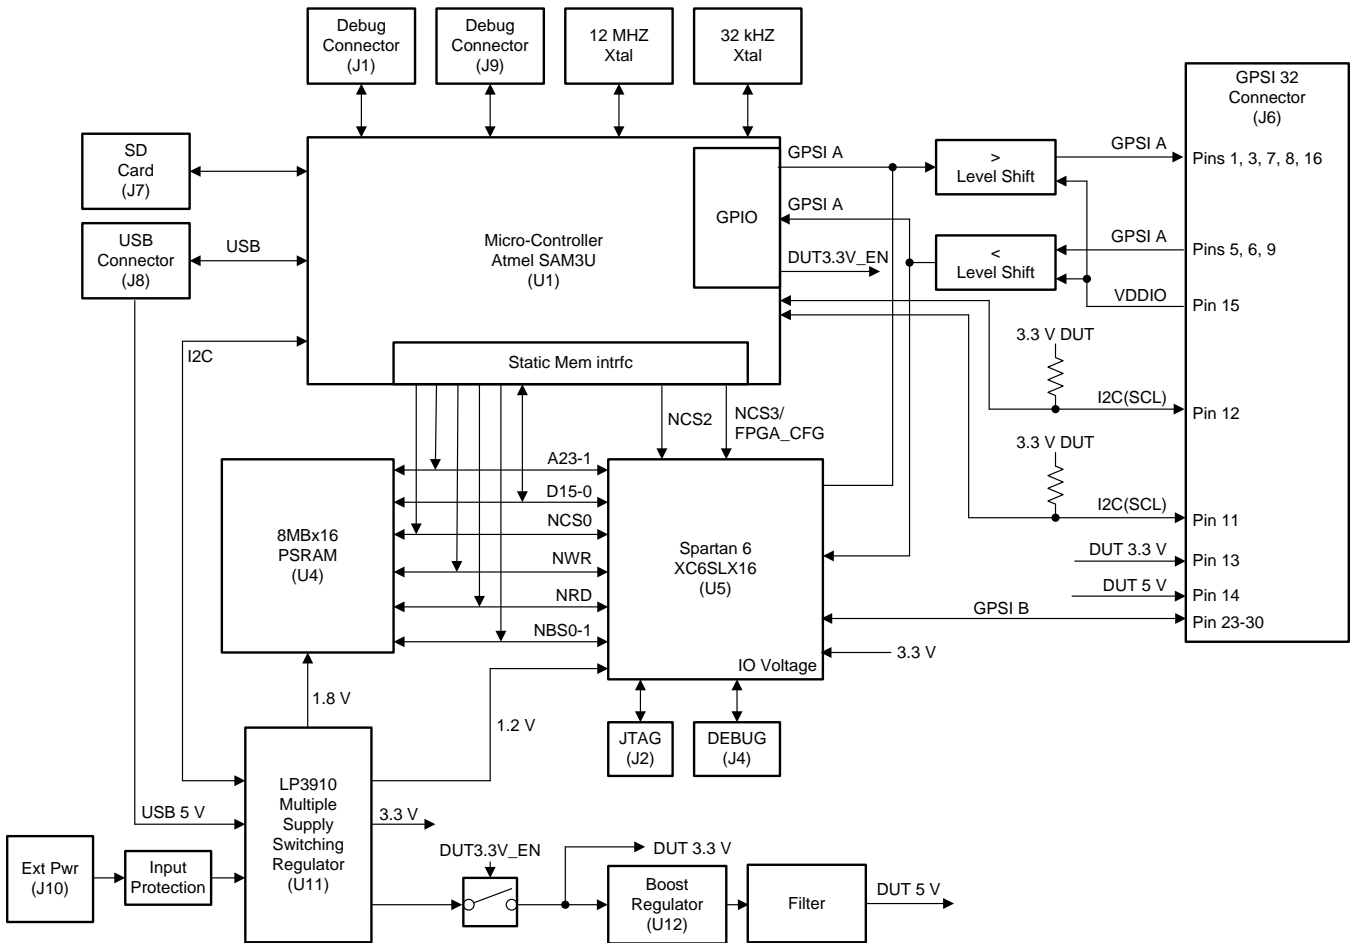 Debug
Connector
(J1)
Debug
Connector
(J9)
12 MHZ
Xtal
32 kHZ
Xtal
GPSI 32
Connector
(J6)
SD
Card
(J7)
USB
Connector
(J8)
USB
Micro-Controller
Atmel SAM3U
(U1)
GPIO
GPSI A
GPSI A
DUT3.3V_EN
>
Level Shift
<
Level Shift
GPSI A
GPSI A
VDDIO
Pins 1, 3, 7, 8, 16
Pins 5, 6, 9
Pin 15
I2C
Static Mem intrfc
3.3 V DUT
I2C(SCL)
Pin 12
NCS2
NCS3/
FPGA_CFG
3.3 V DUT
I2C(SCL)
Pin 11
DUT 3.3 V
Pin 13
DUT 5 V
Pin 14
GPSI B
Pin 23-30
8MBx16
PSRAM
(U4)
A23-1
D15-0
NCS0
NWR
NRD
NBS0-1
Spartan 6
XC6SLX16
(U5)
IO Voltage
3.3 V
1.8 V
1.2 V
JTAG
(J2)
DEBUG
(J4)
LP3910
Multiple
Supply
Switching
Regulator
(U11)
USB 5 V
3.3 V
Ext Pwr
(J10)
Input
Protection
DUT3.3V_EN
DUT 3.3 V
Boost
Regulator
(U12)
Filter
DUT 5 V